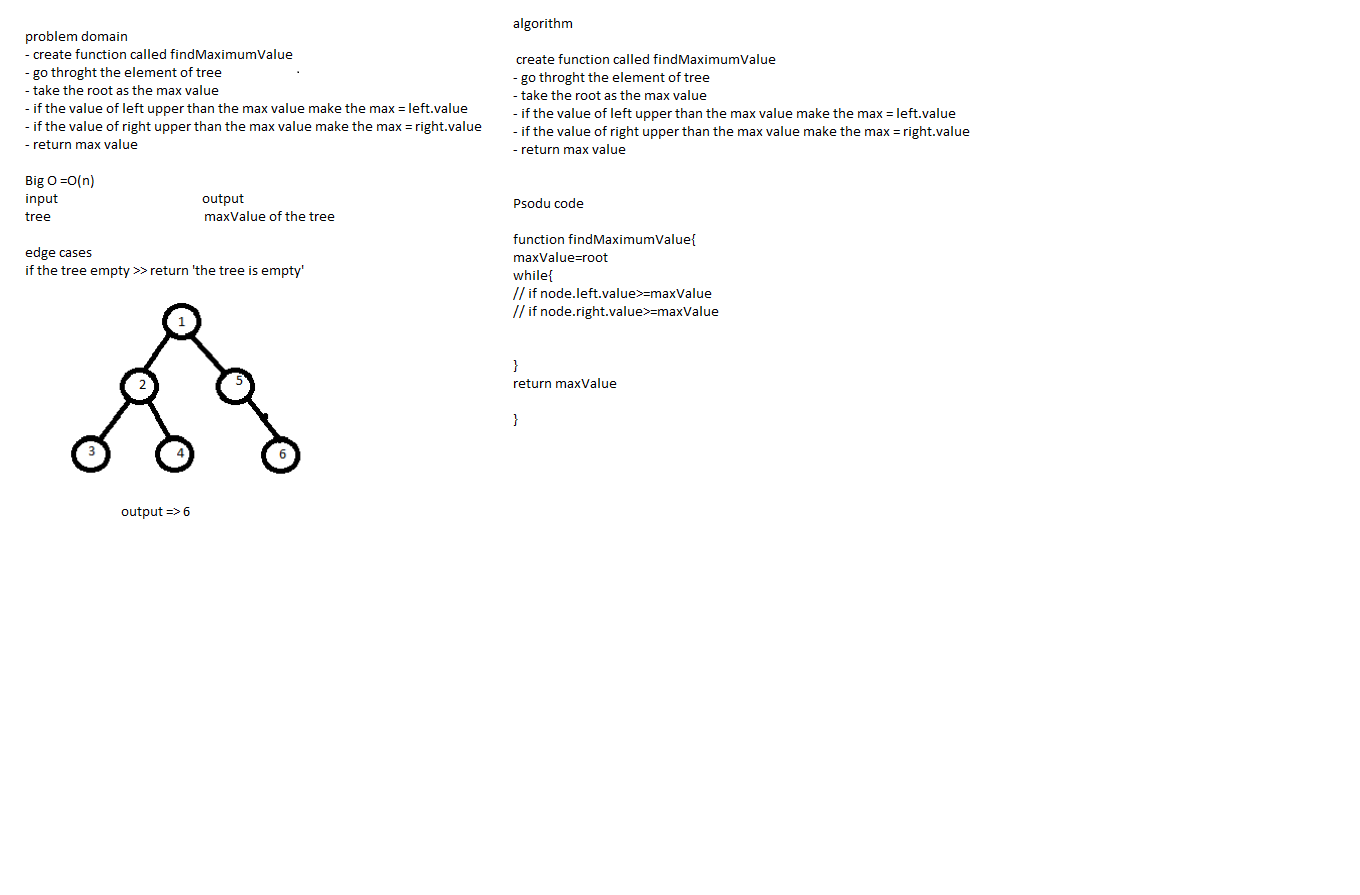 problem domain
- create function called findMaximumValue
- go throght the element of tree
- take the root as the max value
- if the value of left upper than the max value make the max = left.value
- if the value of right upper than the max value make the max = right.value
- return max value
Big O =O(n)
input output
tree maxValue of the tree
edge cases
if the tree empty >> return 'the tree is empty'
1
2 5
3 4 6
output => 6
algorithm
create function called findMaximumValue
- go throght the element of tree
- take the root as the max value
- if the value of left upper than the max value make the max = left.value
- if the value of right upper than the max value make the max = right.value
- return max value
Psodu code
function findMaximumValue{
maxValue=root
while{
// if node.left.value>=maxValue
// if node.right.value>=maxValue
}
return maxValue
}